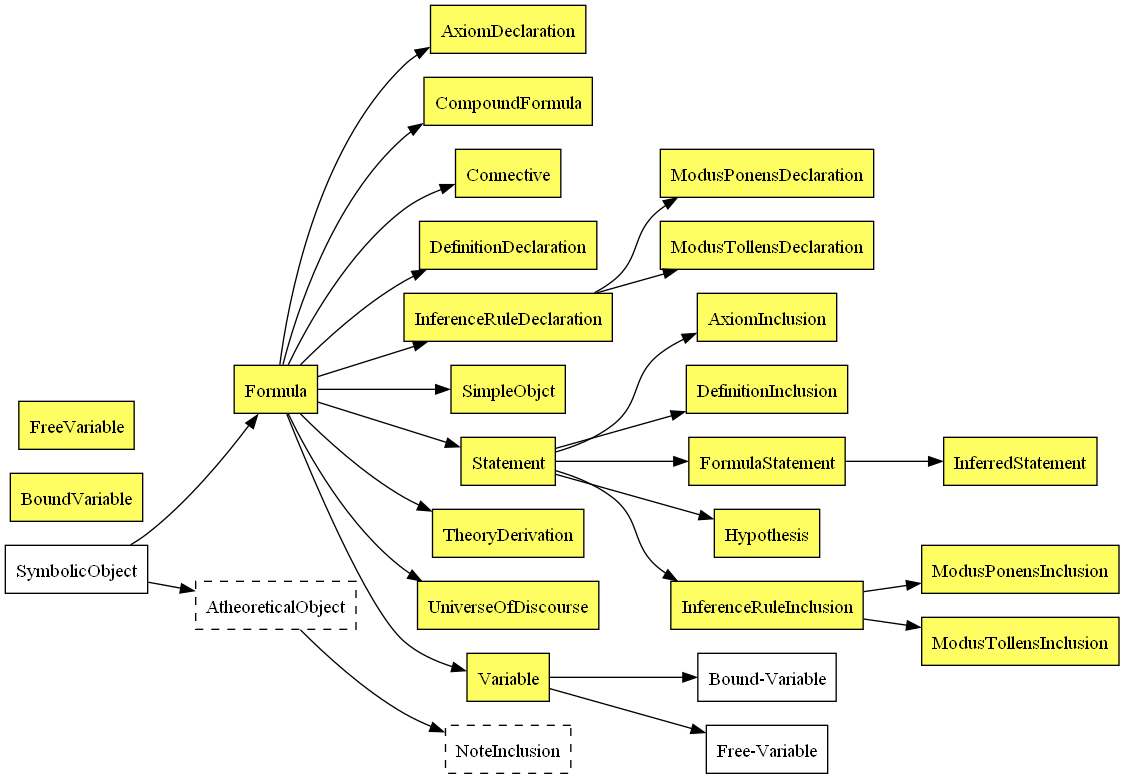 AxiomDeclaration
CompoundFormula
Connective
ModusPonensDeclaration
DefinitionDeclaration
ModusTollensDeclaration
InferenceRuleDeclaration
AxiomInclusion
Formula
SimpleObjct
DefinitionInclusion
FreeVariable
Statement
FormulaStatement
InferredStatement
BoundVariable
TheoryDerivation
Hypothesis
SymbolicObject
ModusPonensInclusion
AtheoreticalObject
UniverseOfDiscourse
InferenceRuleInclusion
ModusTollensInclusion
Variable
Bound-Variable
NoteInclusion
Free-Variable